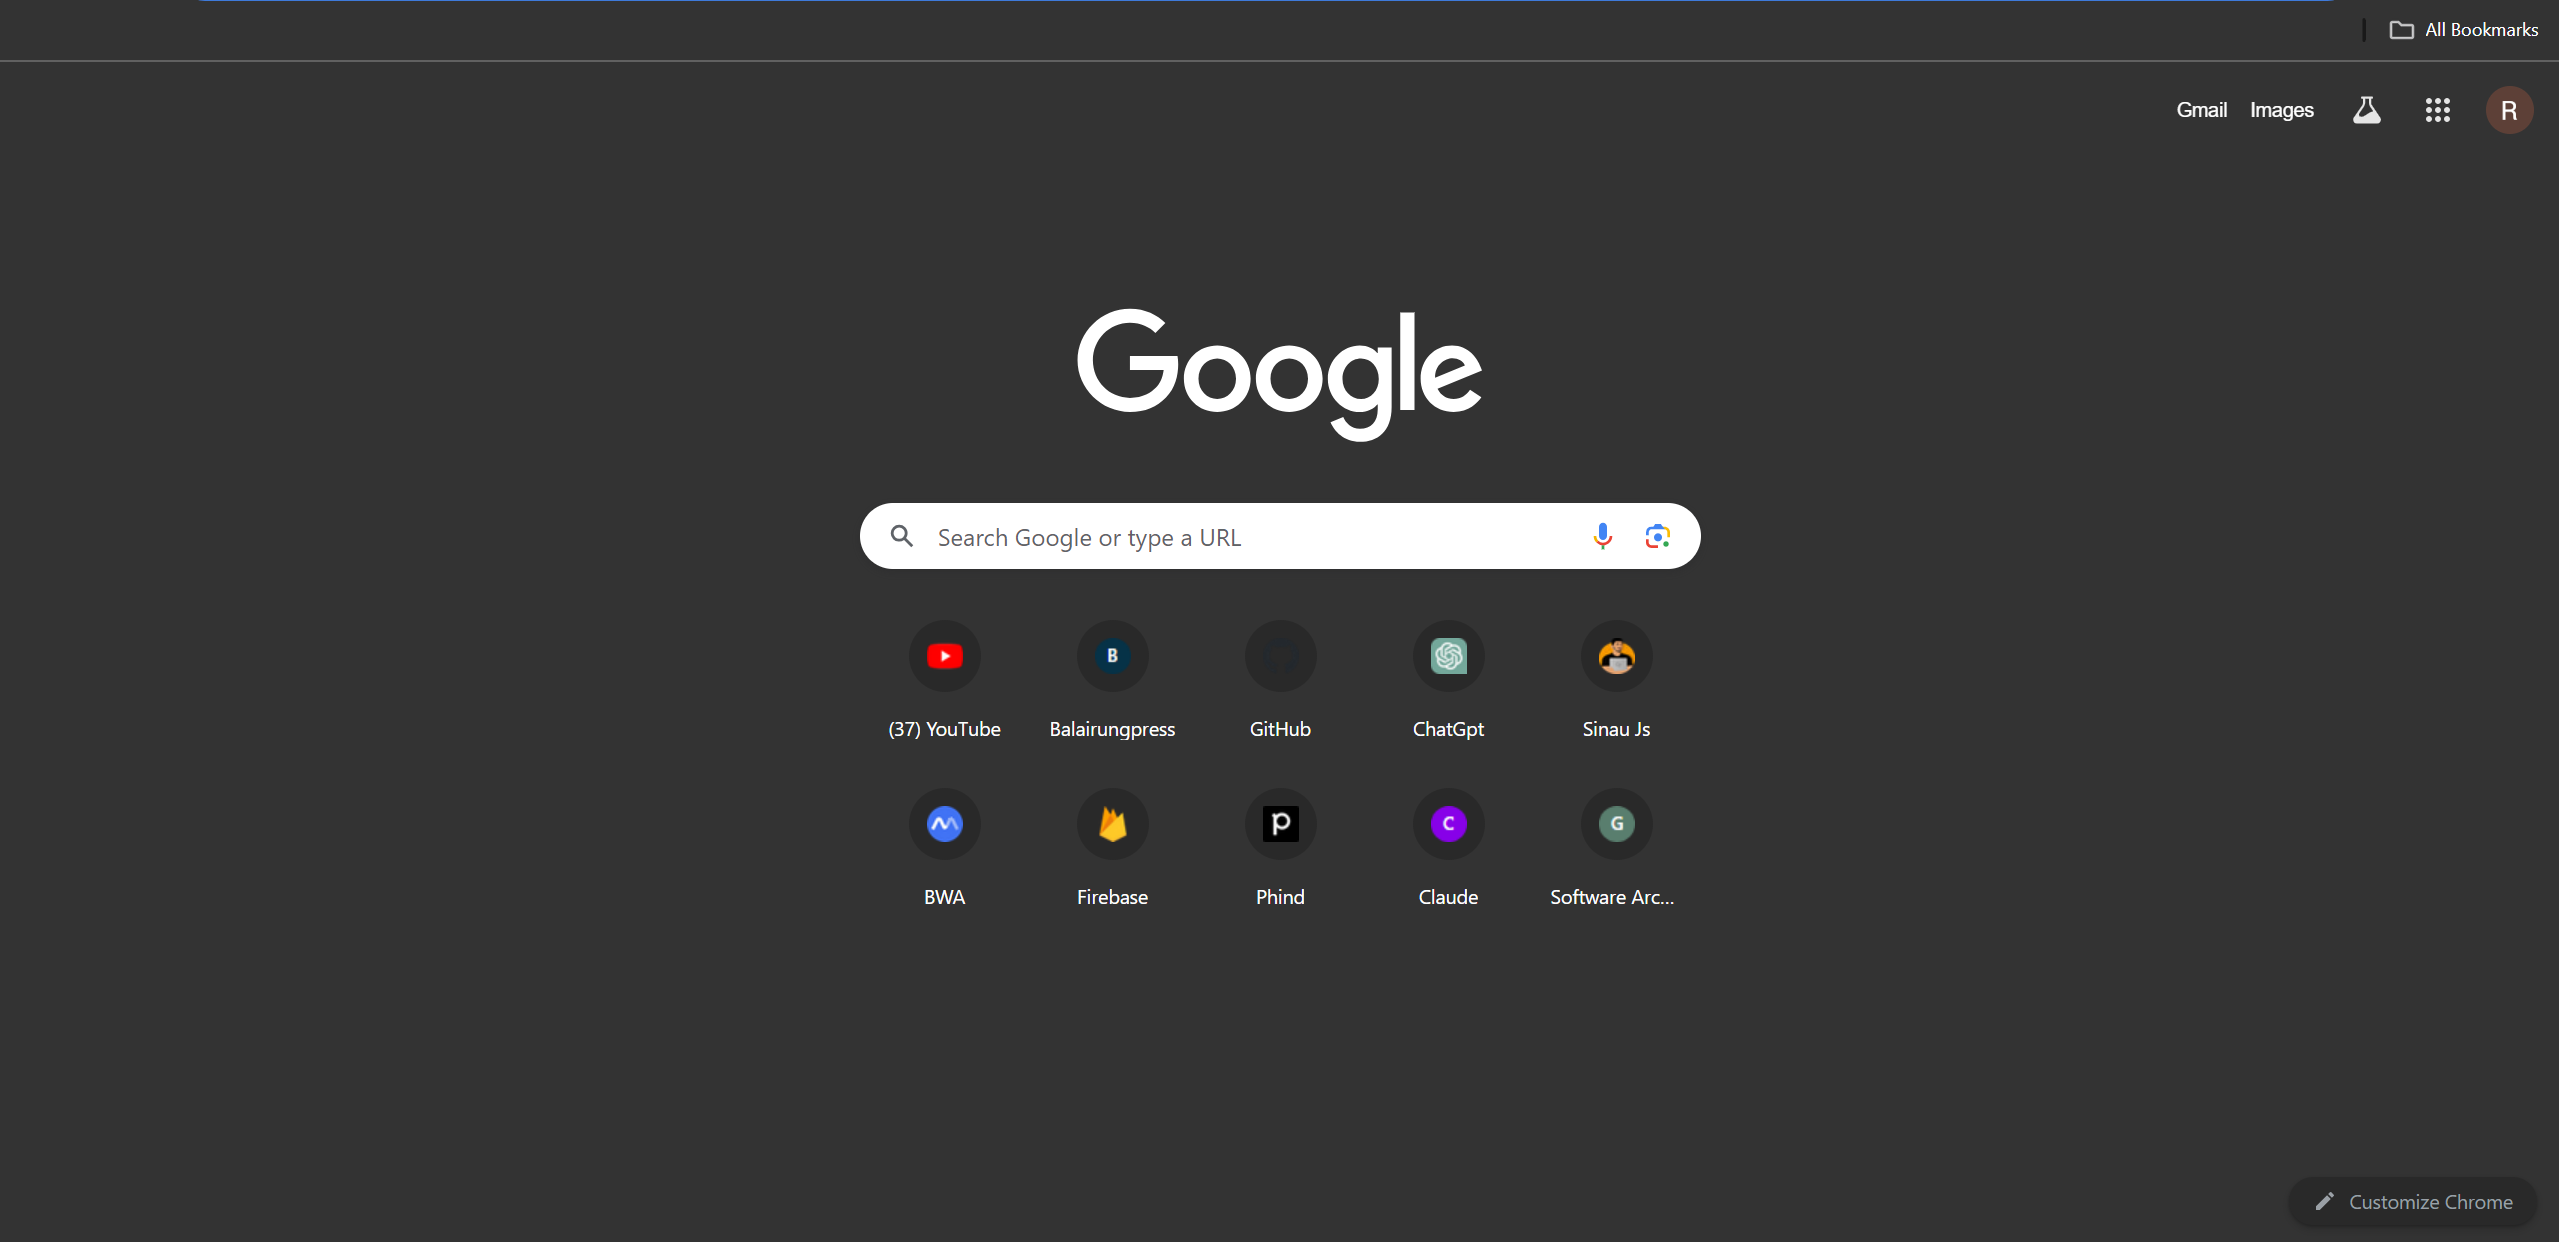 All Bookmarks
Gmail Images R
Google
Search Google or type a URL
B
(37) YouTube Balairungpress GitHub ChatGpt Sinau Js
p C G
BWA Firebase Phind Claude Software Arc...
Customize Chrome